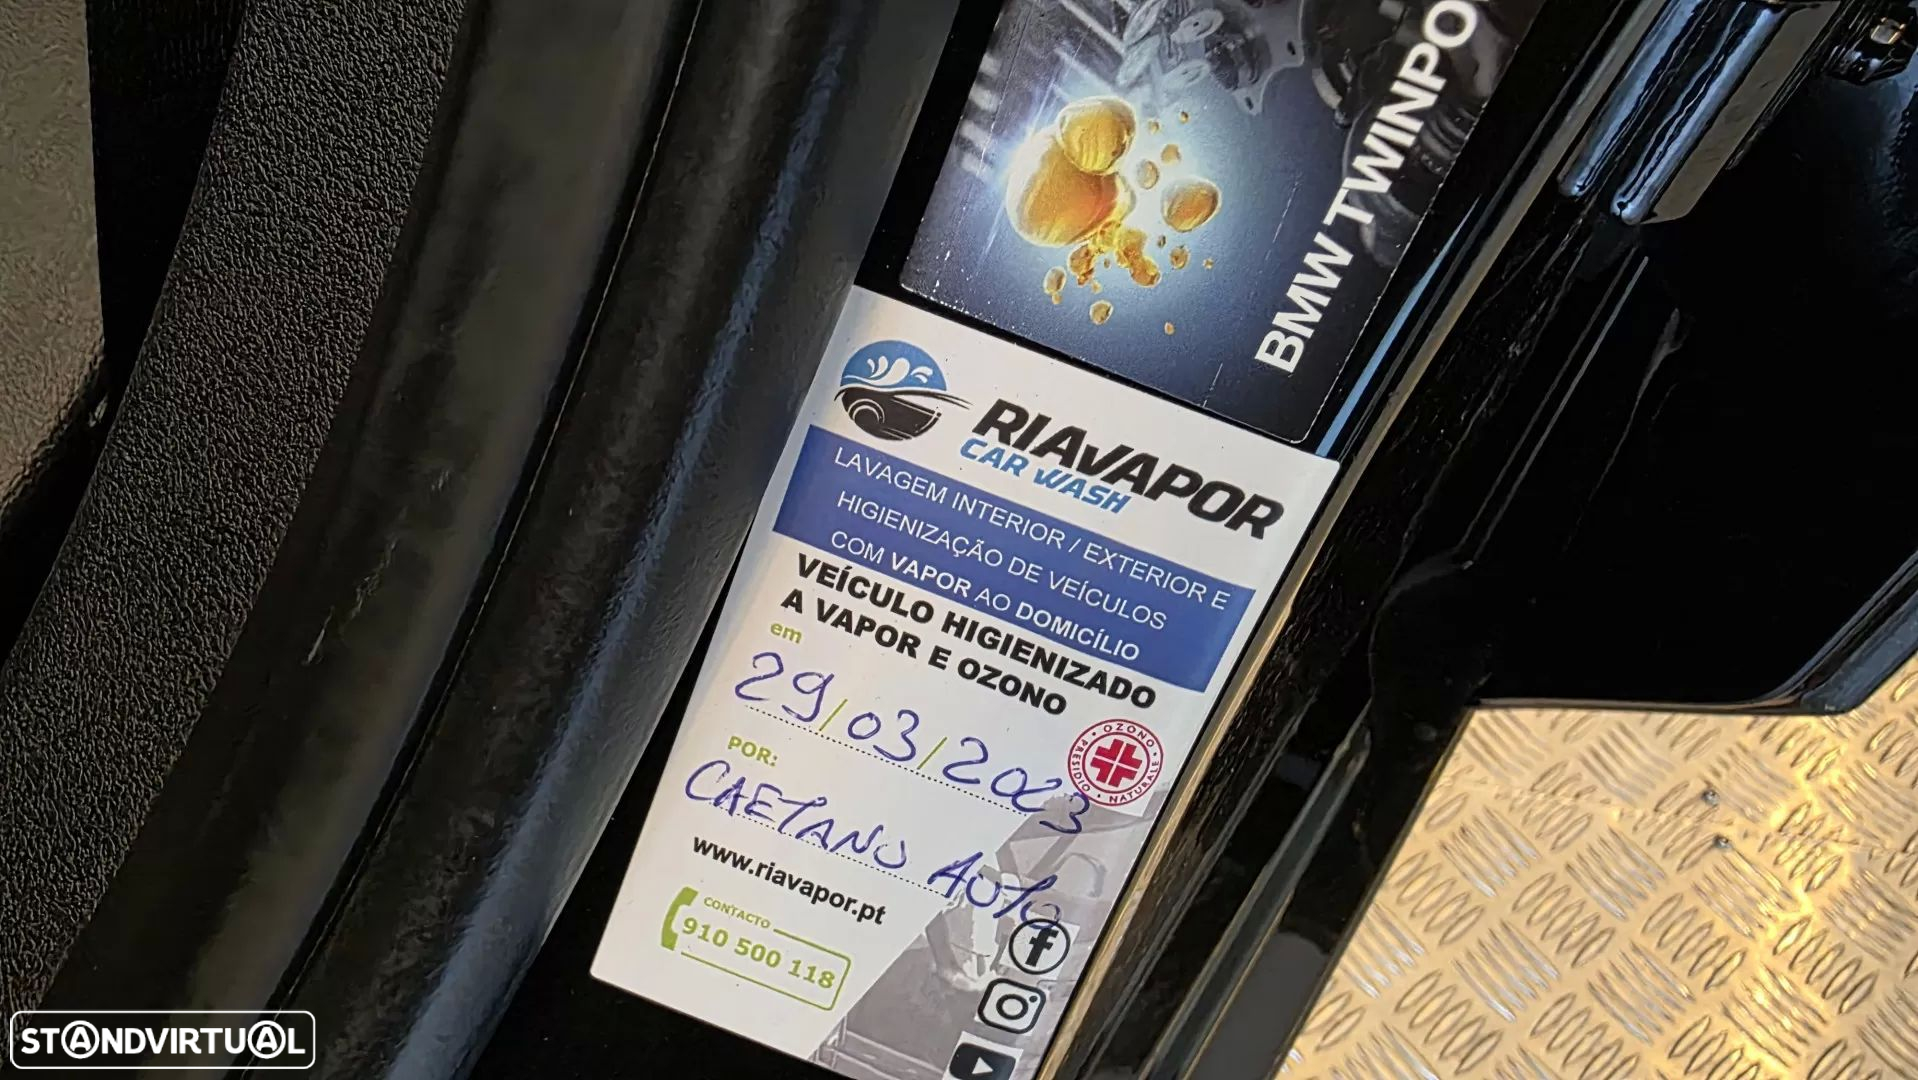 BMW TWINPO
RIAVAPOR
CAR WASH
LAVAGEM INTERIOR / EXTERIOR E
HIGIENIZAÇÃO DE VEÍCULOS
COM VAPOR AO DOMICÍLIO
VEÍCULO HIGIENIZADO
A VAPOR E OZONO
em
29/03/2023
OZONO
PRESIDIO NATURALE
POR:
CAETANO AUTO
www.riavapor.pt
CONTACTO
910 500 118
STANDVIRTUAL